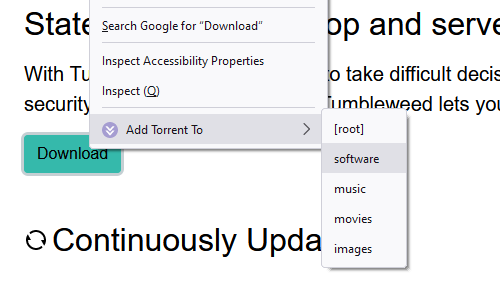 State op and serve
Search Google for “Download”
Inspect Accessibility Properties
With Tu to take difficult decis
Inspect (Q)
security Tumbleweed lets you
Add Torrent To
[root]
Download
software
music
movies
Continuously Upda
images